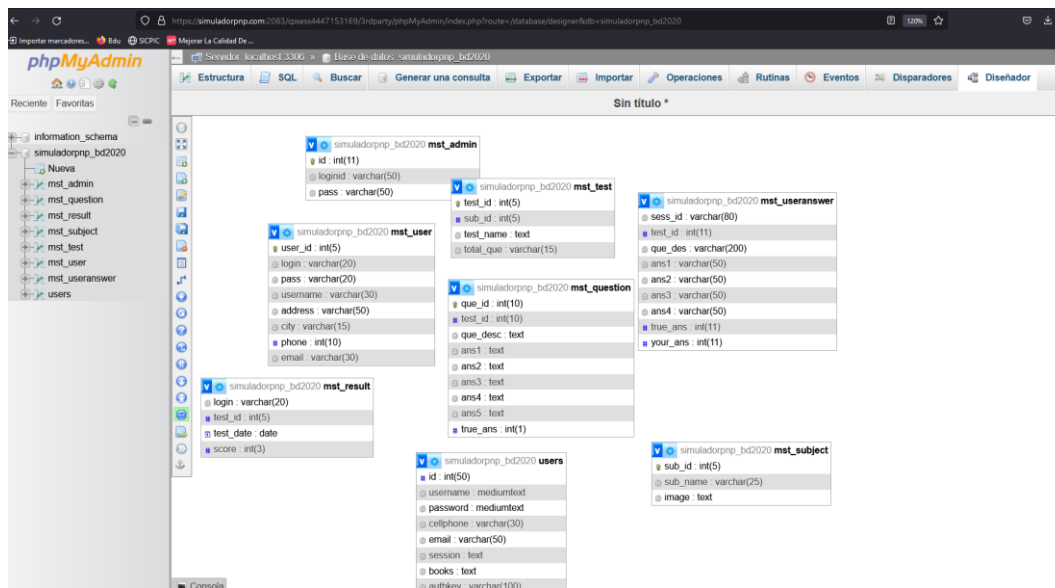 https://simuladorpnp.com:2083/cpsess4447153169/3rdparty/phpMyAdmin/index.php?route=/database/designer&db=simuladorpnp_bd2020
120%
Importar marcadores... Bdu SICPIC Mejorar La Calidad De ...
phpMyAdmin
Reciente Favoritas
information_schema
simuladorpnp_bd2020
Nueva
mst_admin
mst_question
mst_result
mst_subject
mst_test
mst_user
mst_useranswer
users
Servidor: localhost:3306 » Base de datos: simuladorpnp_bd2020
Estructura SQL Buscar Generar una consulta Exportar Importar Operaciones Rutinas Eventos Disparadores Diseñador
Sin título *
simuladorpnp_bd2020 mst_admin
id : int(11)
loginid : varchar(50)
pass : varchar(50)
simuladorpnp_bd2020 mst_test
test_id : int(5)
sub_id : int(5)
test_name : text
total_que : varchar(15)
simuladorpnp_bd2020 mst_useranswer
sess_id : varchar(80)
test_id : int(11)
que_des : varchar(200)
ans1 : varchar(50)
ans2 : varchar(50)
ans3 : varchar(50)
ans4 : varchar(50)
true_ans : int(11)
your_ans : int(11)
simuladorpnp_bd2020 mst_user
user_id : int(5)
login : varchar(20)
pass : varchar(20)
username : varchar(30)
address : varchar(50)
city : varchar(15)
phone : int(10)
email : varchar(30)
simuladorpnp_bd2020 mst_question
que_id : int(10)
test_id : int(10)
que_desc : text
ans1 : text
ans2 : text
ans3 : text
ans4 : text
ans5 : text
true_ans : int(1)
simuladorpnp_bd2020 mst_result
login : varchar(20)
test_id : int(5)
test_date : date
score : int(3)
simuladorpnp_bd2020 mst_subject
sub_id : int(5)
sub_name : varchar(25)
image : text
simuladorpnp_bd2020 users
id : int(50)
username : mediumtext
password : mediumtext
cellphone : varchar(30)
email : varchar(50)
session : text
books : text
authkey : varchar(100)
Consola